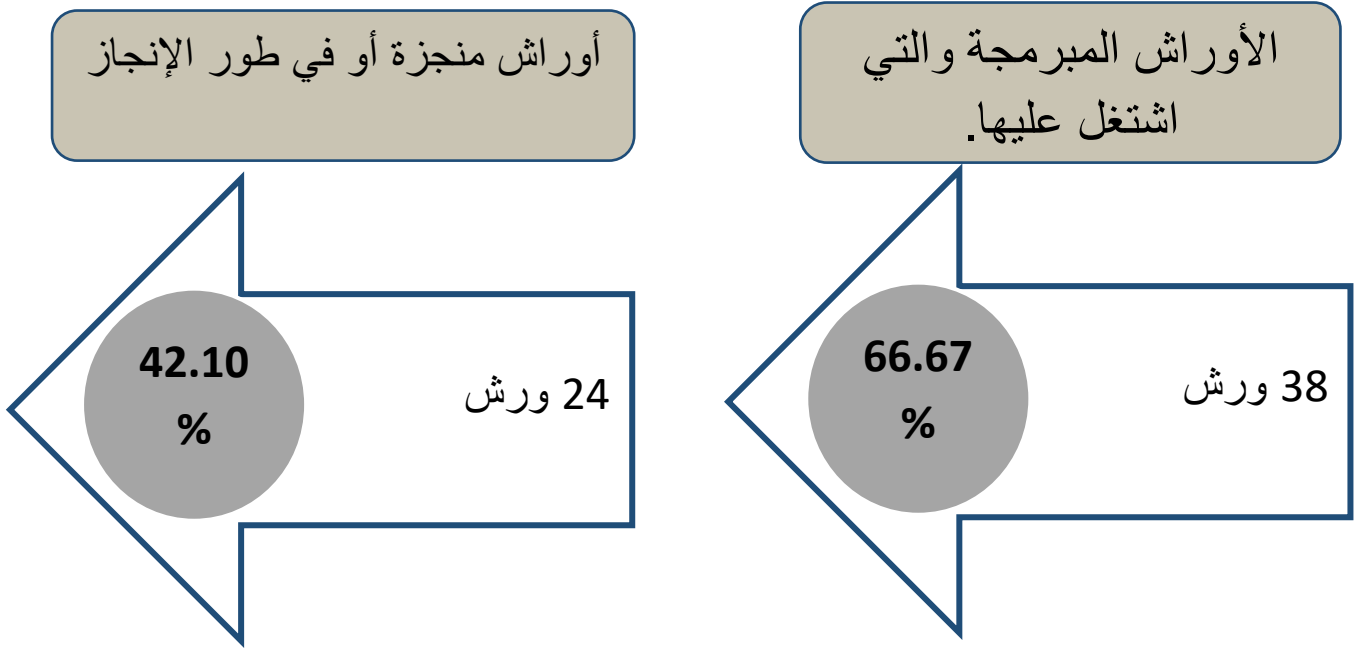 الأوراش المبرمجة والتي
اشتغل عليها.
38 ورش
66.67
%
أوراش منجزة أو في طور الإنجاز
24 ورش
42.10
%